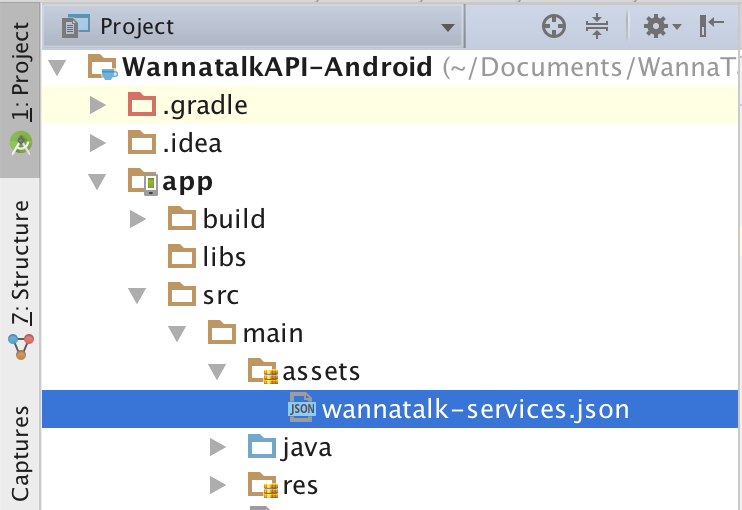 Project
WannatalkAPI-Android (~/Documents/WannaT
.gradle
.idea
app
build
libs
src
main
assets
JSON wannatalk-services.json
java
res
1: Project
7: Structure
Captures